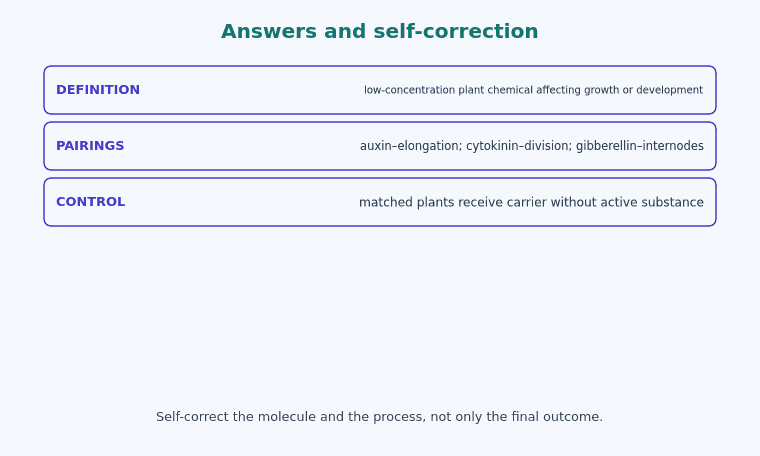 Answers and self-correction
DEFINITION low-concentration plant chemical affecting growth or development
PAIRINGS auxin–elongation; cytokinin–division; gibberellin–internodes
CONTROL matched plants receive carrier without active substance
Self-correct the molecule and the process, not only the final outcome.